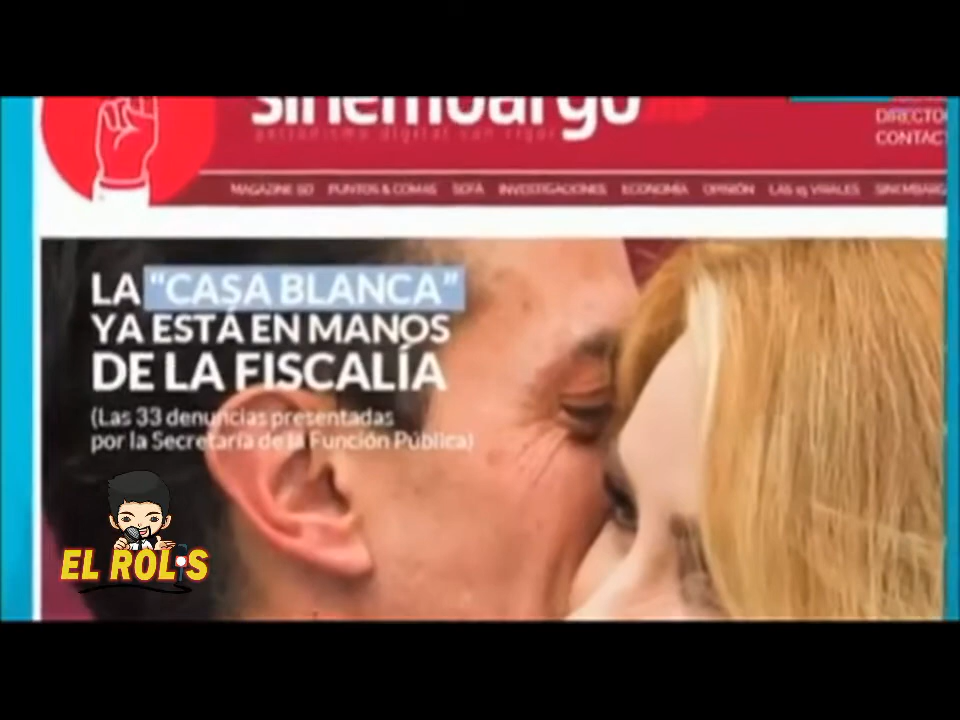 sinembargo
periodismo digital con rigor
DIRECTO
CONTACT
MAGAZINE SD PUNTOS & COMAS SOFÁ INVESTIGACIONES ECONOMÍA OPINIÓN LAS 15 VIRALES SINEMBARG
LA "CASA BLANCA"
YA ESTÁ EN MANOS
DE LA FISCALÍA
(Las 33 denuncias presentadas
por la Secretaría de la Función Pública)
EL ROLIS